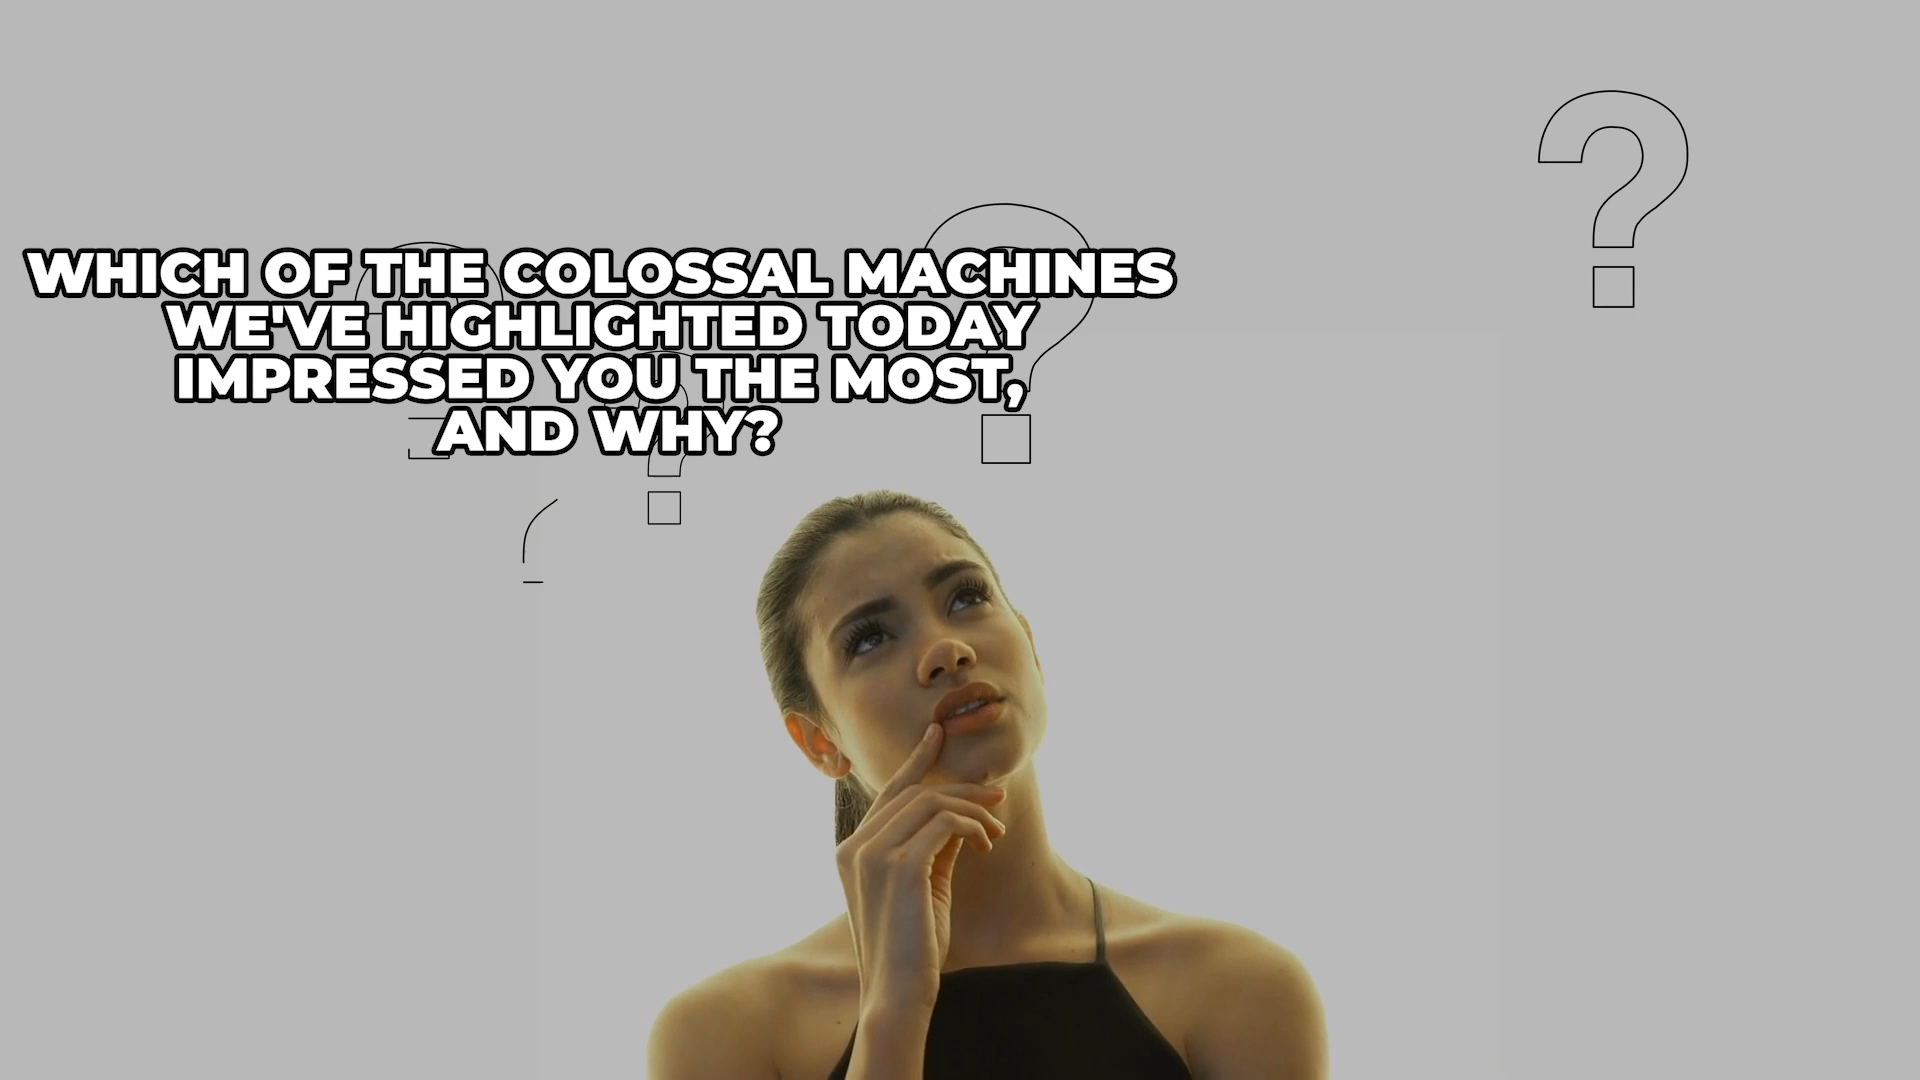 WHICH OF THE COLOSSAL MACHINES
WE'VE HIGHLIGHTED TODAY
IMPRESSED YOU THE MOST,
AND WHY?